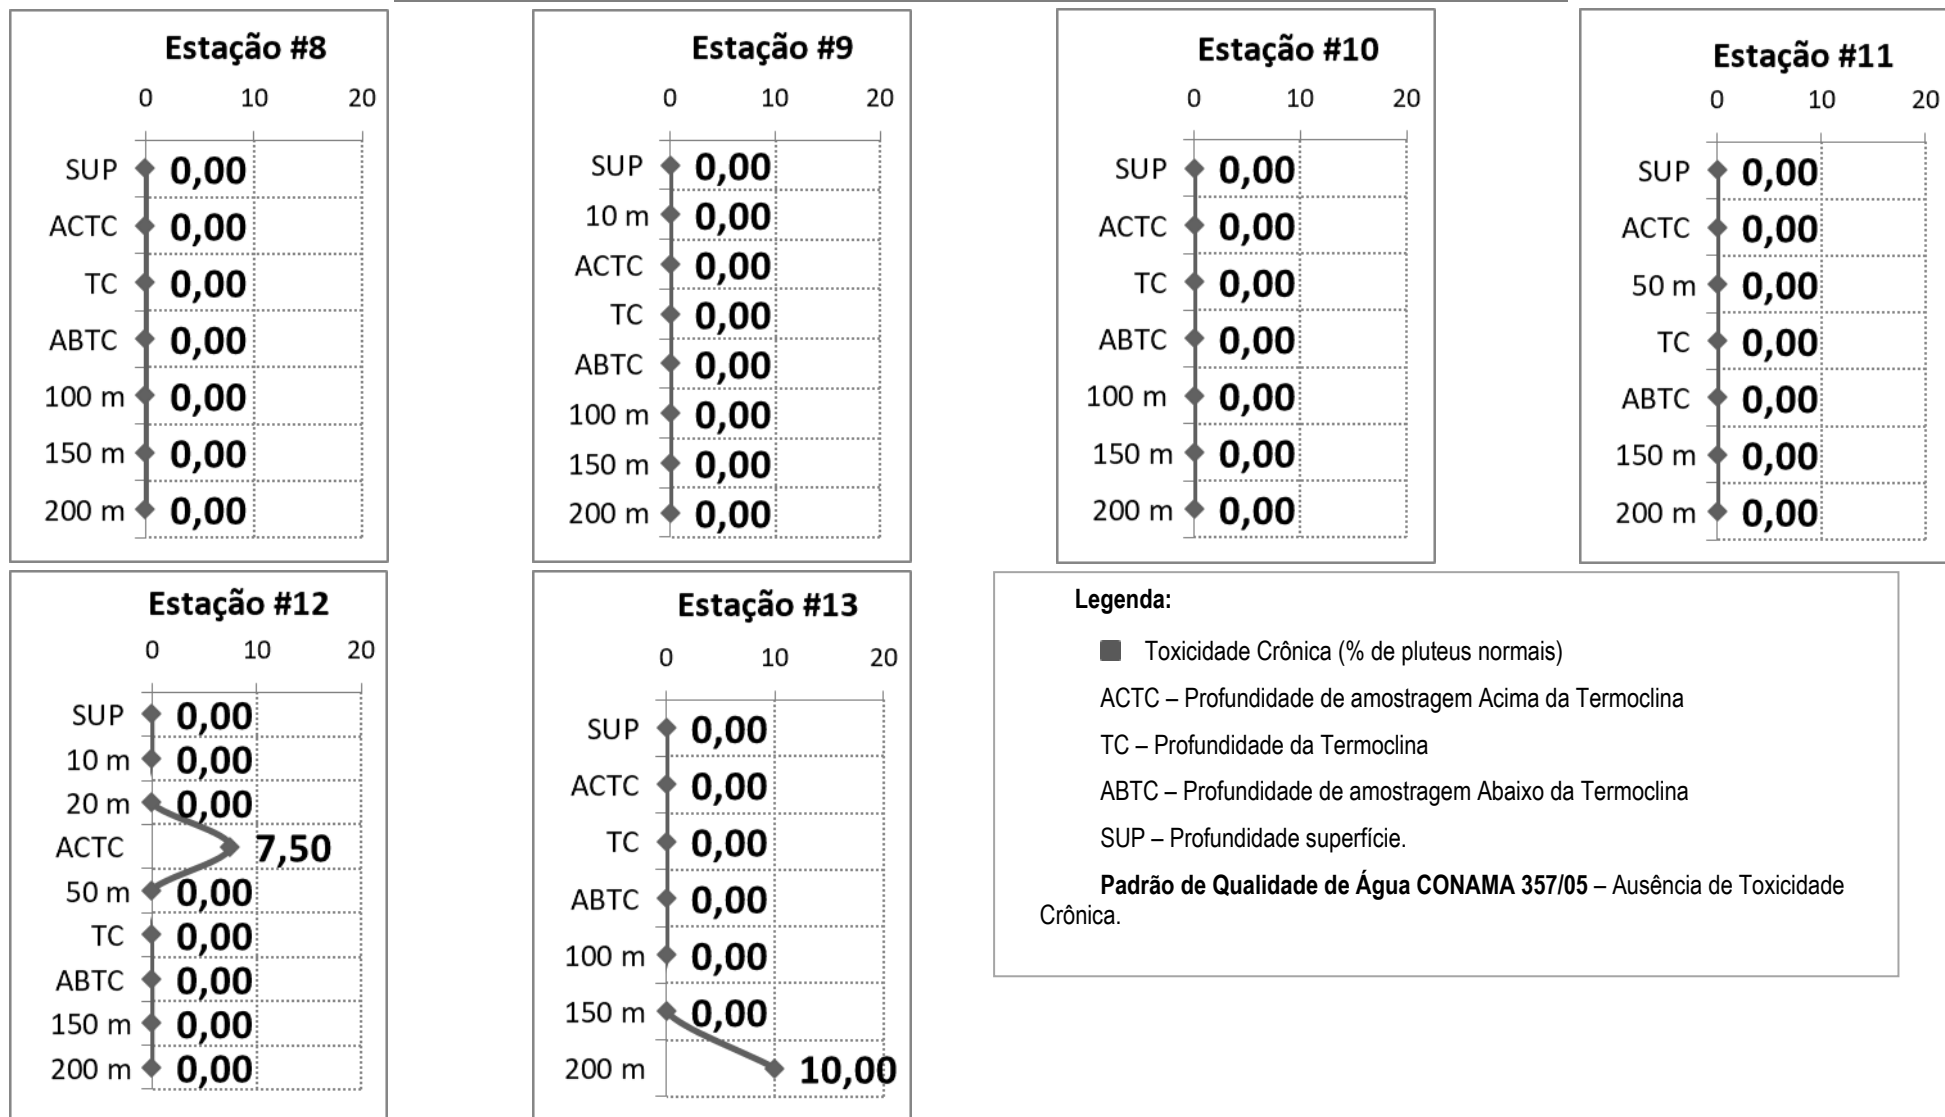 Estação #8
0 10 20
SUP 0,00
ACTC 0,00
TC 0,00
ABTC 0,00
100 m 0,00
150 m 0,00
200 m 0,00
Estação #9
0 10 20
SUP 0,00
10 m 0,00
ACTC 0,00
TC 0,00
ABTC 0,00
100 m 0,00
150 m 0,00
200 m 0,00
Estação #10
0 10 20
SUP 0,00
ACTC 0,00
TC 0,00
ABTC 0,00
100 m 0,00
150 m 0,00
200 m 0,00
Estação #11
0 10 20
SUP 0,00
ACTC 0,00
50 m 0,00
TC 0,00
ABTC 0,00
150 m 0,00
200 m 0,00
Estação #12
0 10 20
SUP 0,00
10 m 0,00
20 m 0,00
ACTC 7,50
50 m 0,00
TC 0,00
ABTC 0,00
150 m 0,00
200 m 0,00
Estação #13
0 10 20
SUP 0,00
ACTC 0,00
TC 0,00
ABTC 0,00
100 m 0,00
150 m 0,00
200 m 10,00
Legenda:
Toxicidade Crônica (% de pluteus normais)
ACTC – Profundidade de amostragem Acima da Termoclina
TC – Profundidade da Termoclina
ABTC – Profundidade de amostragem Abaixo da Termoclina
SUP – Profundidade superfície.
Padrão de Qualidade de Água CONAMA 357/05 – Ausência de Toxicidade
Crônica.